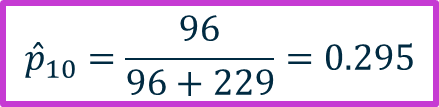 p̂₁₀ = 96 / (96 + 229) = 0.295